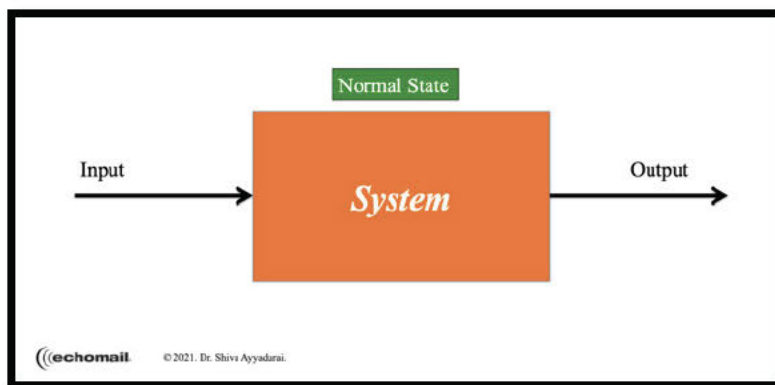 Normal State
Input
Output
System
echomail
©2021. Dr. Shiva Ayyadurai.